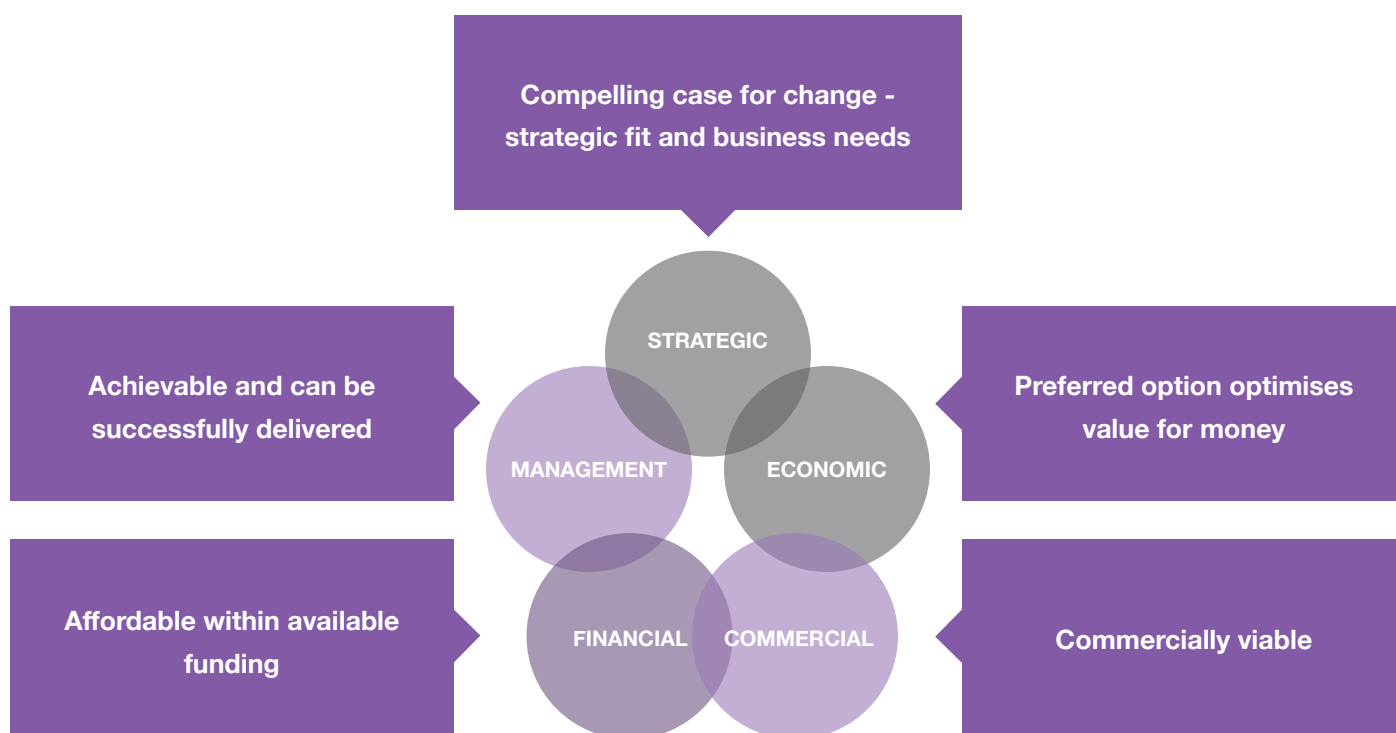 Compelling case for change -
strategic fit and business needs
STRATEGIC
Achievable and can be
successfully delivered
Preferred option optimises
value for money
MANAGEMENT
ECONOMIC
Affordable within available
funding
FINANCIAL
COMMERCIAL
Commercially viable